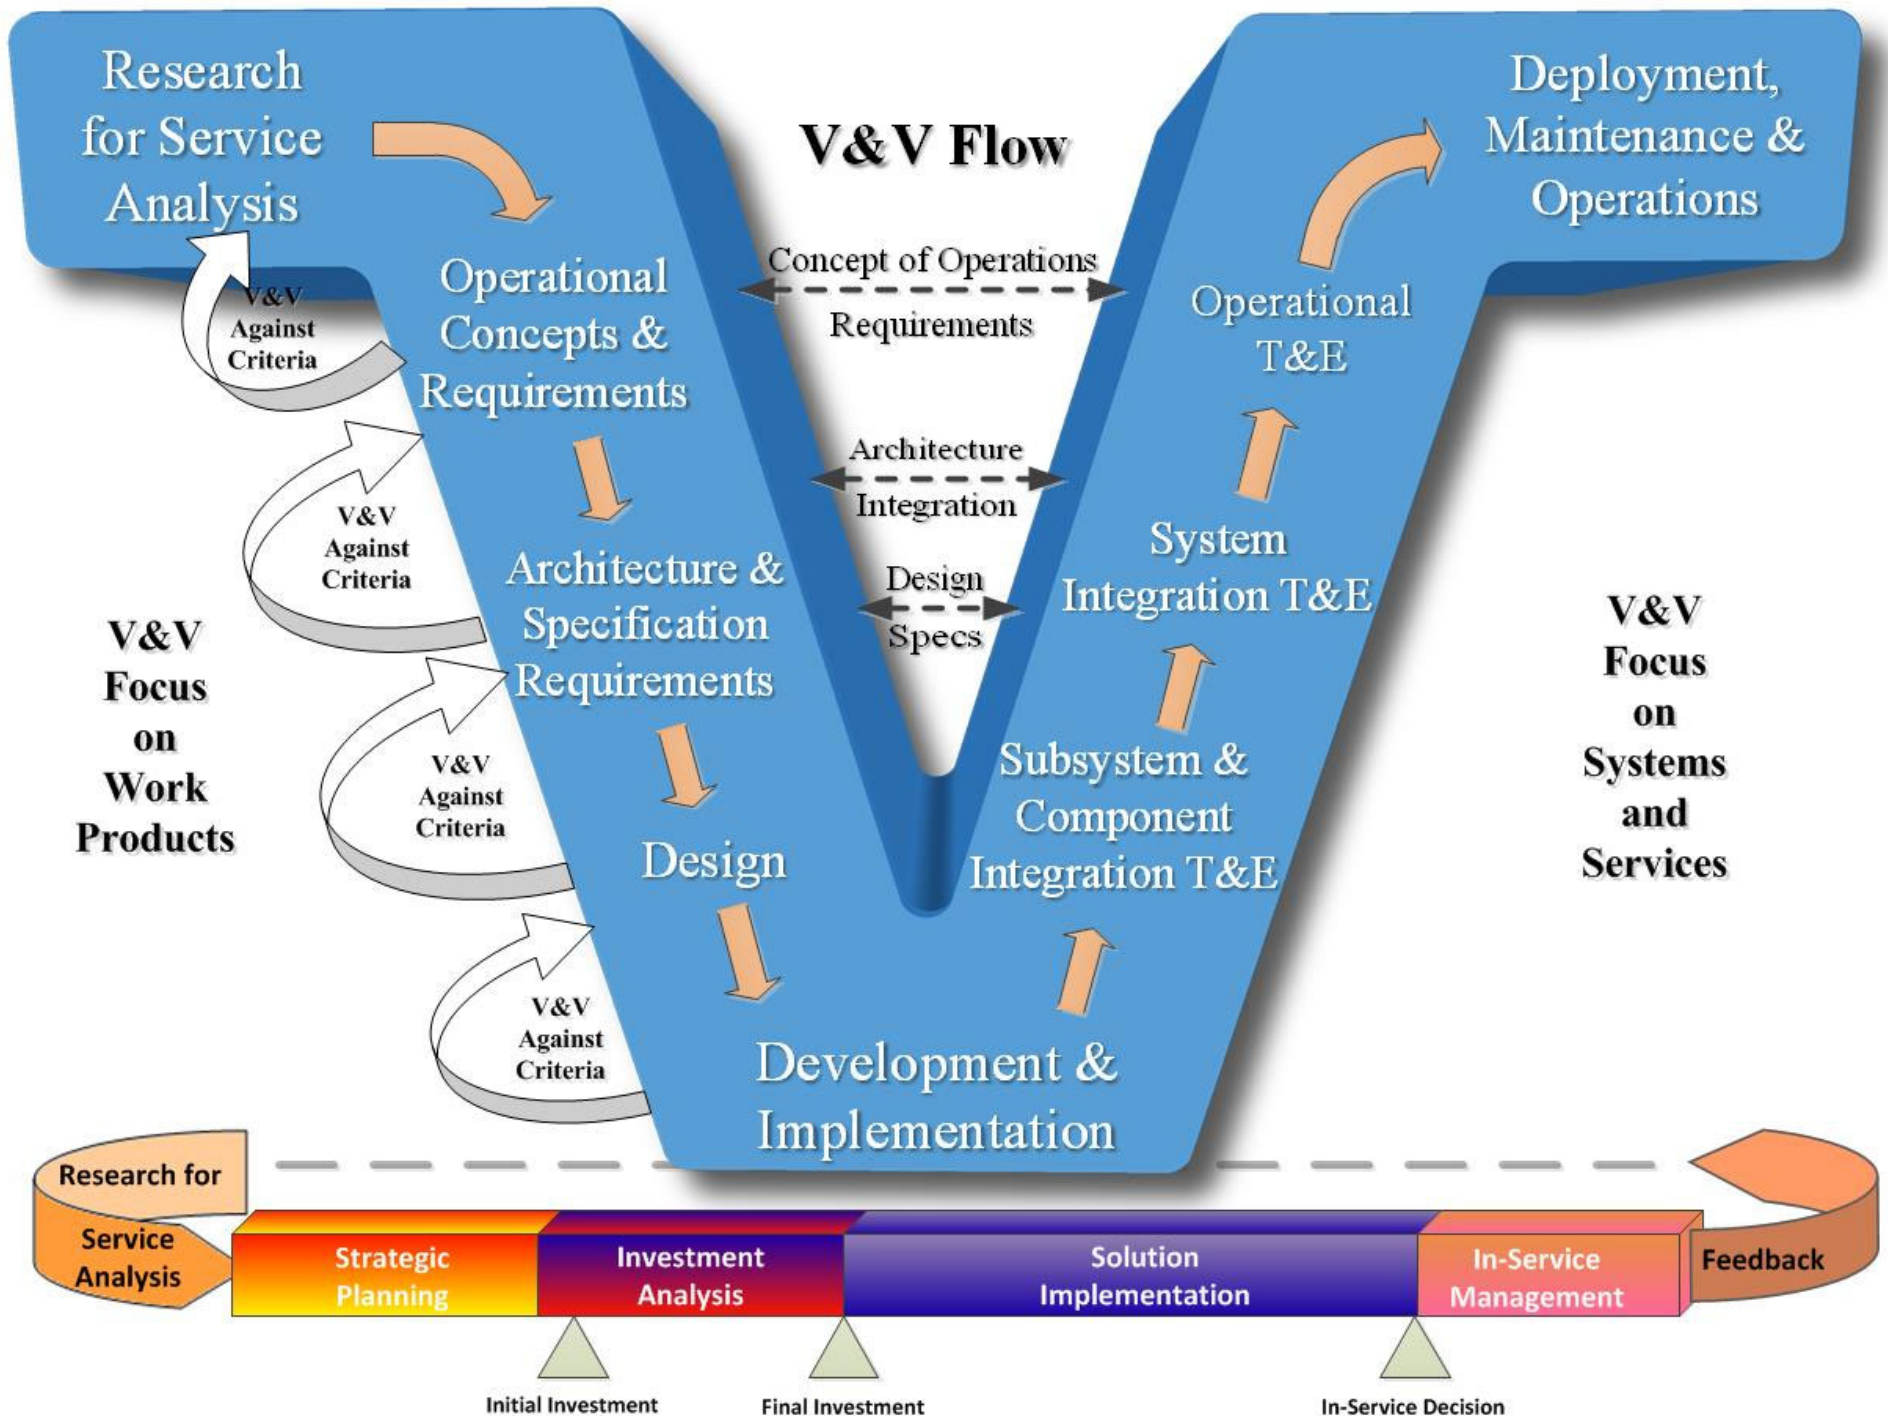 Research
for Service
Analysis
V&V Flow
Deployment,
Maintenance &
Operations
Operational
Concepts &
Requirements
Concept of Operations
Requirements
Operational
T&E
V&V
Against
Criteria
V&V
Against
Criteria
Architecture
Integration
Architecture &
Specification
Requirements
Design
Specs
System
Integration T&E
V&V
Focus
on
Work
Products
V&V
Focus
on
Systems
and
Services
V&V
Against
Criteria
Design
Subsystem &
Component
Integration T&E
V&V
Against
Criteria
Development &
Implementation
Research for
Service
Analysis
Strategic
Planning
Investment
Analysis
Solution
Implementation
In-Service
Management
Feedback
Initial Investment
Final Investment
In-Service Decision